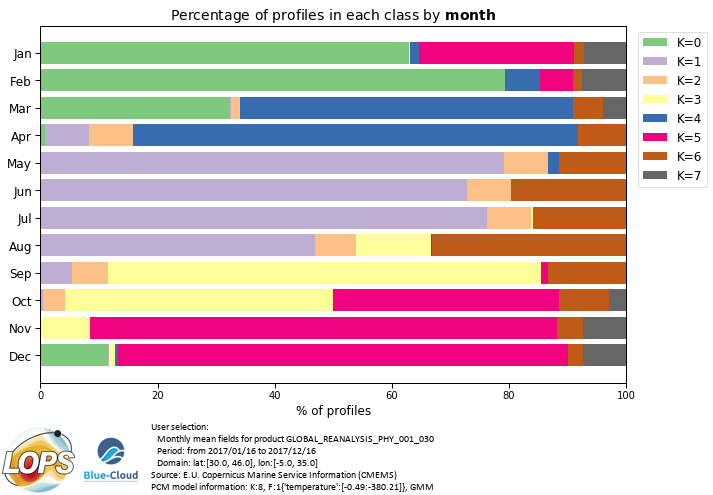 Percentage of profiles in each class by month
Jan
Feb
Mar
Apr
May
Jun
Jul
Aug
Sep
Oct
Nov
Dec
0 20 40 60 80 100
% of profiles
K=0
K=1
K=2
K=3
K=4
K=5
K=6
K=7
LOPS
Blue-Cloud
User selection:
Monthly mean fields for product GLOBAL_REANALYSIS_PHY_001_030
Period: from 2017/01/16 to 2017/12/16
Domain: lat:[30.0, 46.0], lon:[-5.0, 35.0]
Source: E.U. Copernicus Marine Service Information (CMEMS)
PCM model information: K:8, F:1{'temperature':[-0.49:-380.21]}, GMM